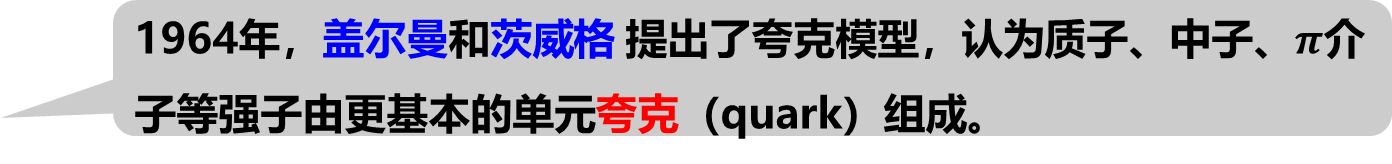 1964年，盖尔曼和茨威格 提出了夸克模型，认为质子、中子、π介
子等强子由更基本的单元夸克（quark）组成。